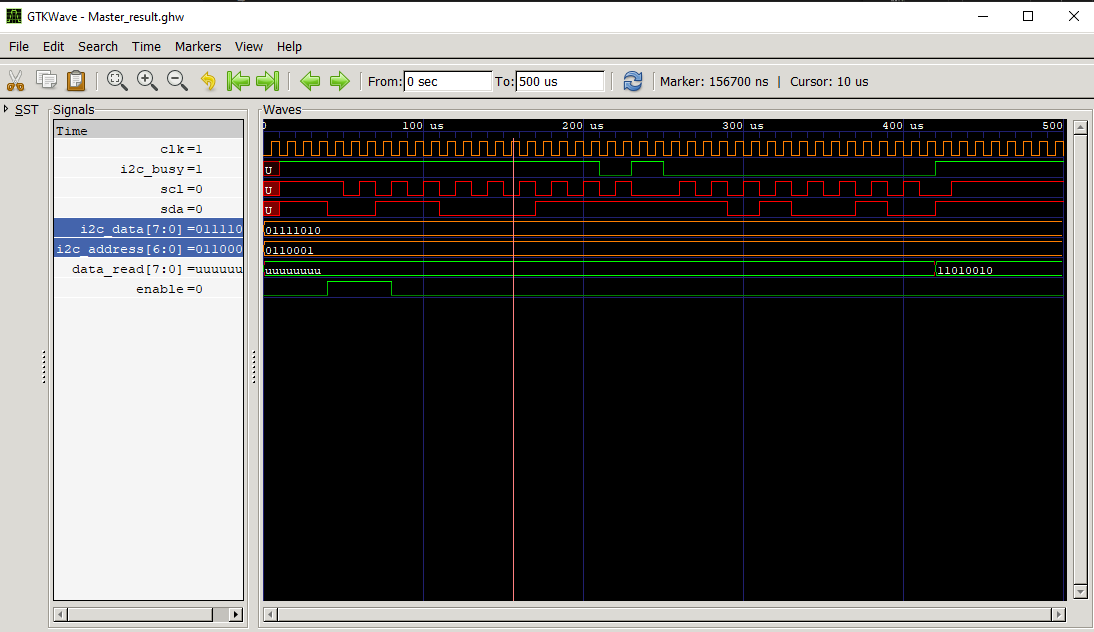 GTKWave - Master_result.ghw
File Edit Search Time Markers View Help
From: 0 sec To: 500 us Marker: 156700 ns | Cursor: 10 us
SST
Signals
Waves
Time
0 100 us 200 us 300 us 400 us 500
clk=1
i2c_busy=1 U
scl=0 U
sda=0 U
i2c_data[7:0]=011110 01111010
i2c_address[6:0]=011000 0110001
data_read[7:0]=uuuuuu uuuuuuuu 11010010
enable=0